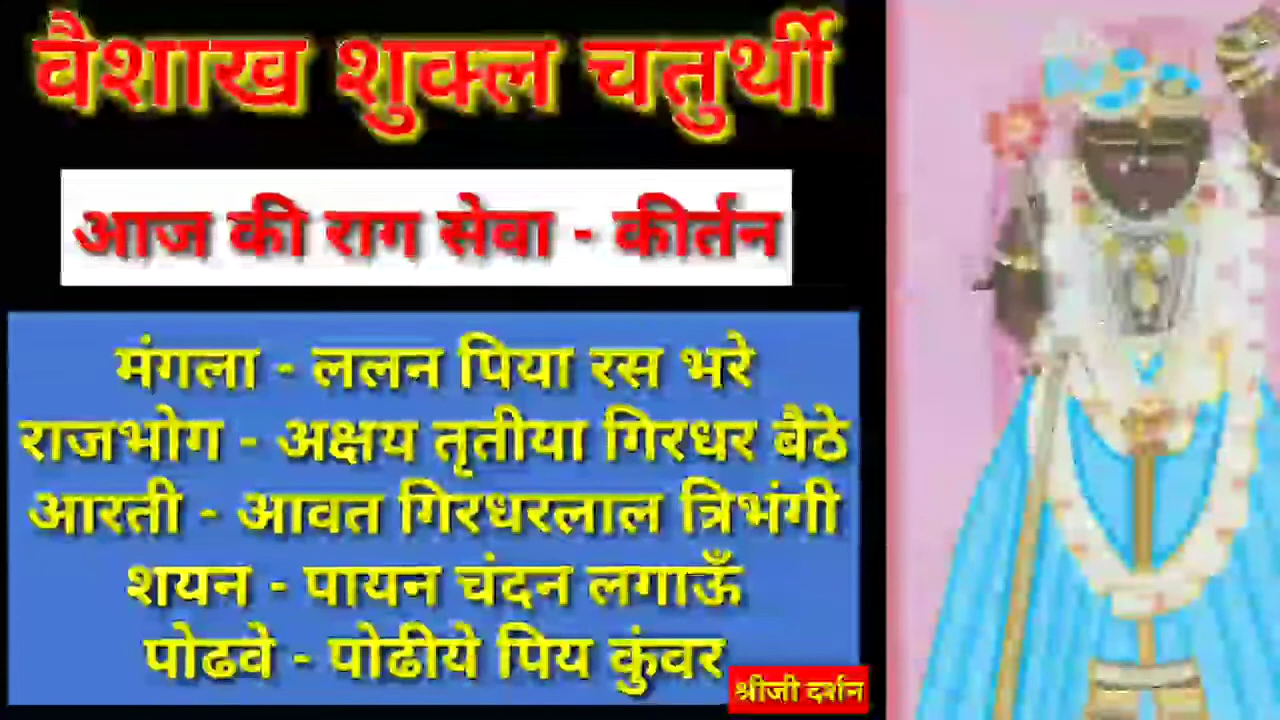 वैशाख शुक्ल चतुर्थी
आज की राग सेवा - कीर्तन
मंगला - ललन पिया रस भरे
राजभोग - अक्षय तृतीया गिरधर बैठे
आरती - आवत गिरधरलाल त्रिभंगी
शयन - पायन चंदन लगाऊँ
पोढवे - पोढीये पिय कुंवर
श्रीजी दर्शन